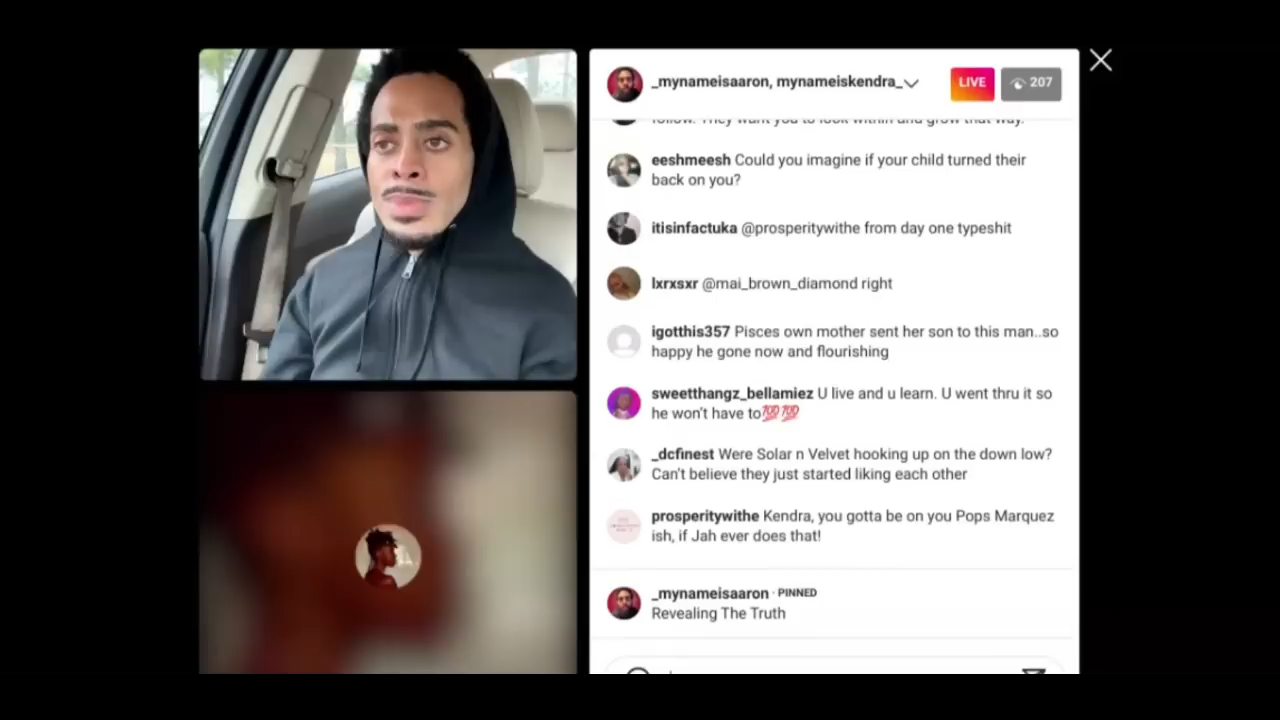 _mynameisaaron, mynameiskendra_
LIVE
207
follow. They want you to look within and grow that way.
eeshmeesh Could you imagine if your child turned their
back on you?
itisinfactuka @prosperitywithe from day one typeshit
lxrxsxr @mai_brown_diamond right
igotthis357 Pisces own mother sent her son to this man..so
happy he gone now and flourishing
sweetthangz_bellamiez U live and u learn. U went thru it so
he won't have to💯💯
_dcfinest Were Solar n Velvet hooking up on the down low?
Can't believe they just started liking each other
prosperitywithe Kendra, you gotta be on you Pops Marquez
ish, if Jah ever does that!
_mynameisaaron · PINNED
Revealing The Truth